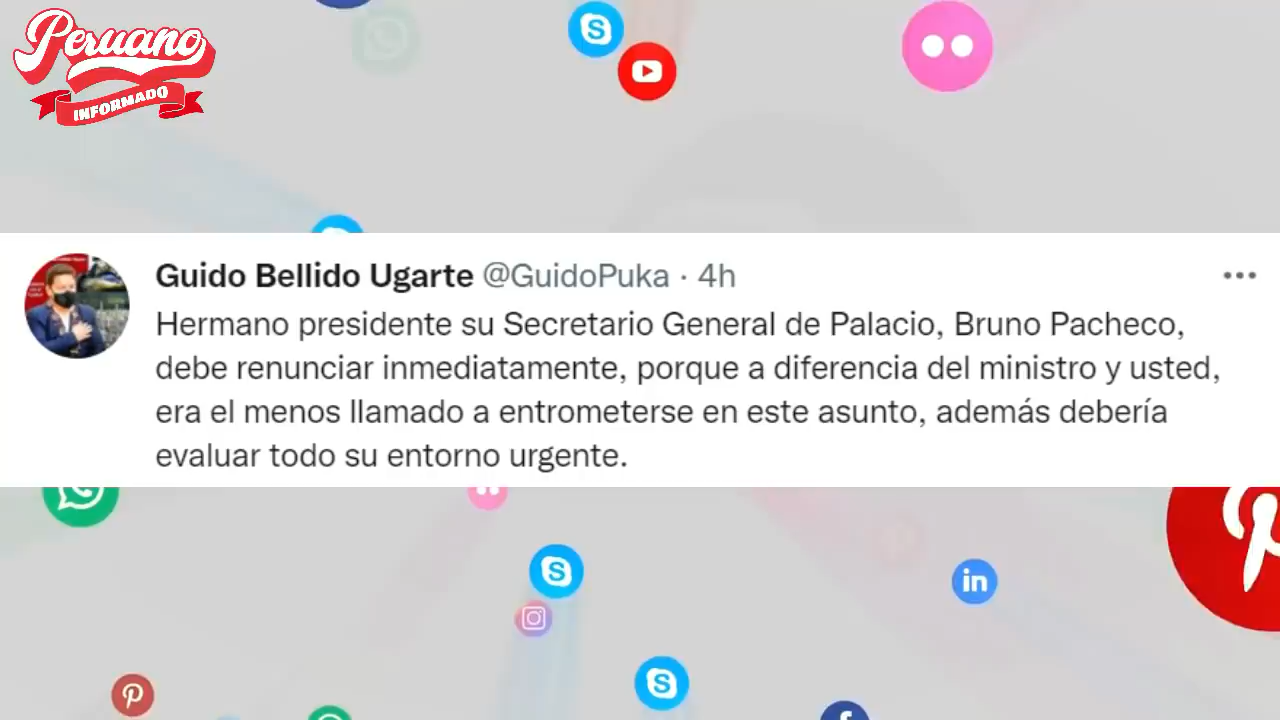 Peruano
INFORMADO
Guido Bellido Ugarte @GuidoPuka · 4h
Hermano presidente su Secretario General de Palacio, Bruno Pacheco,
debe renunciar inmediatamente, porque a diferencia del ministro y usted,
era el menos llamado a entrometerse en este asunto, además debería
evaluar todo su entorno urgente.